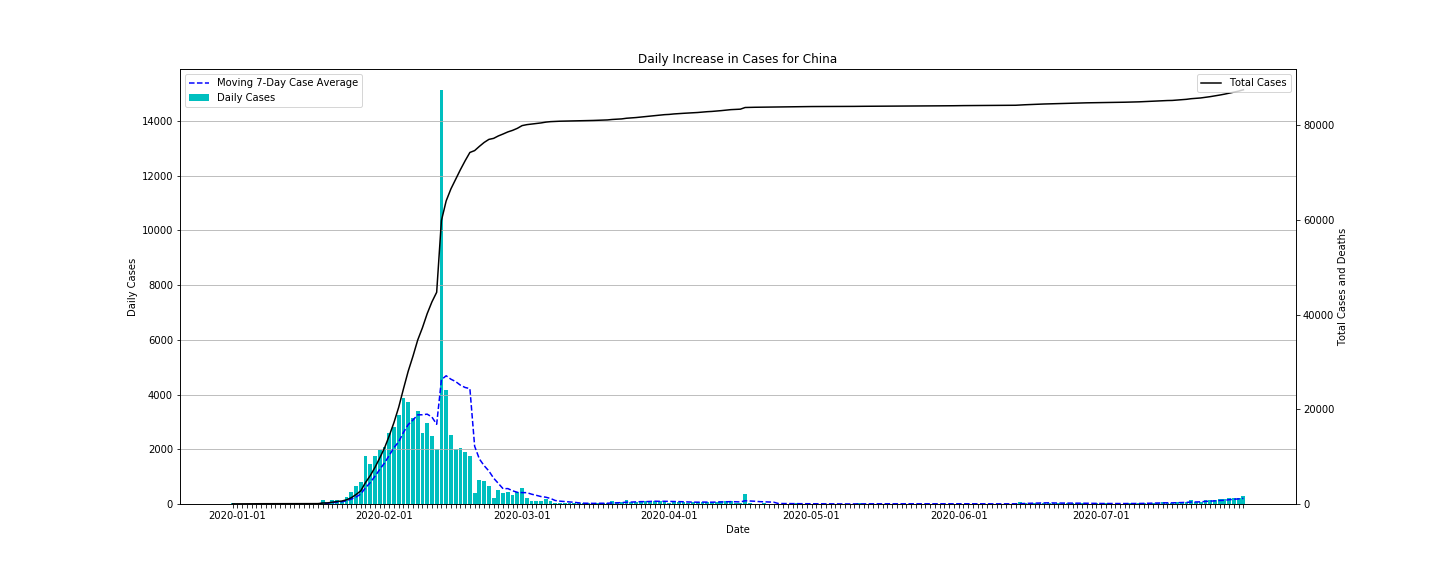 Daily Increase in Cases for China
Moving 7-Day Case Average
Daily Cases
Total Cases
14000
12000
10000
8000
6000
4000
2000
0
Daily Cases
80000
60000
40000
20000
0
Total Cases and Deaths
2020-01-01
2020-02-01
2020-03-01
2020-04-01
2020-05-01
2020-06-01
2020-07-01
Date